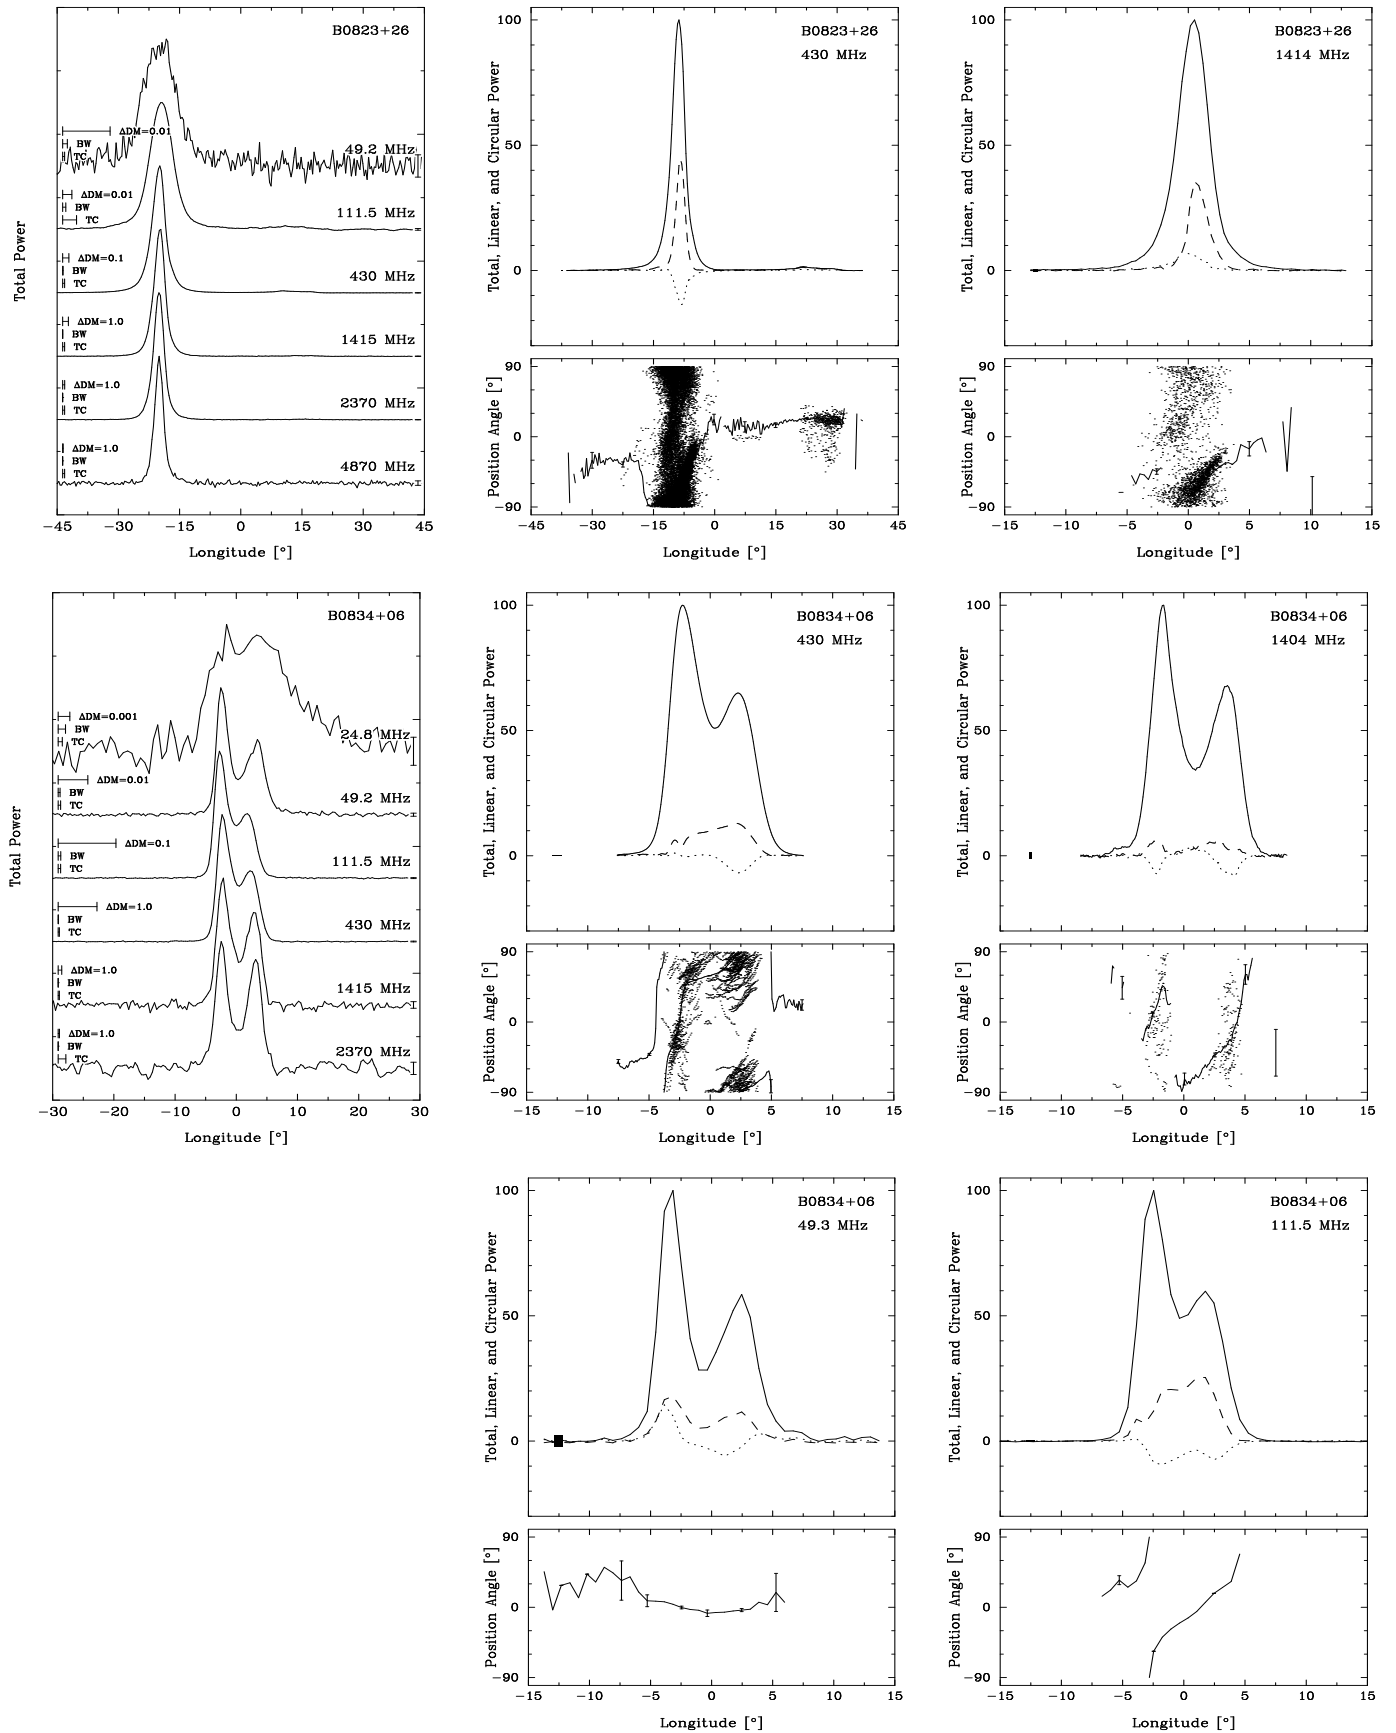 B0823+26
ΔDM=0.01
BW
TC
49.2 MHz
ΔDM=0.01
BW
TC
111.5 MHz
ΔDM=0.1
BW
TC
430 MHz
ΔDM=1.0
BW
TC
1415 MHz
ΔDM=1.0
BW
TC
2370 MHz
ΔDM=1.0
BW
TC
4870 MHz
Total Power
−45 −30 −15 0 15 30 45
Longitude [°]
B0823+26
430 MHz
Total, Linear, and Circular Power
100
50
0
Position Angle [°]
90
0
−90
−45 −30 −15 0 15 30 45
Longitude [°]
B0823+26
1414 MHz
Total, Linear, and Circular Power
100
50
0
Position Angle [°]
90
0
−90
−15 −10 −5 0 5 10 15
Longitude [°]
B0834+06
ΔDM=0.001
BW
TC
24.8 MHz
ΔDM=0.01
BW
TC
49.2 MHz
ΔDM=0.1
BW
TC
111.5 MHz
ΔDM=1.0
BW
TC
430 MHz
ΔDM=1.0
BW
TC
1415 MHz
ΔDM=1.0
BW
TC
2370 MHz
Total Power
−30 −20 −10 0 10 20 30
Longitude [°]
B0834+06
430 MHz
Total, Linear, and Circular Power
100
50
0
Position Angle [°]
90
0
−90
−15 −10 −5 0 5 10 15
Longitude [°]
B0834+06
1404 MHz
Total, Linear, and Circular Power
100
50
0
Position Angle [°]
90
0
−90
−15 −10 −5 0 5 10 15
Longitude [°]
B0834+06
49.3 MHz
Total, Linear, and Circular Power
100
50
0
Position Angle [°]
90
0
−90
−15 −10 −5 0 5 10 15
Longitude [°]
B0834+06
111.5 MHz
Total, Linear, and Circular Power
100
50
0
Position Angle [°]
90
0
−90
−15 −10 −5 0 5 10 15
Longitude [°]